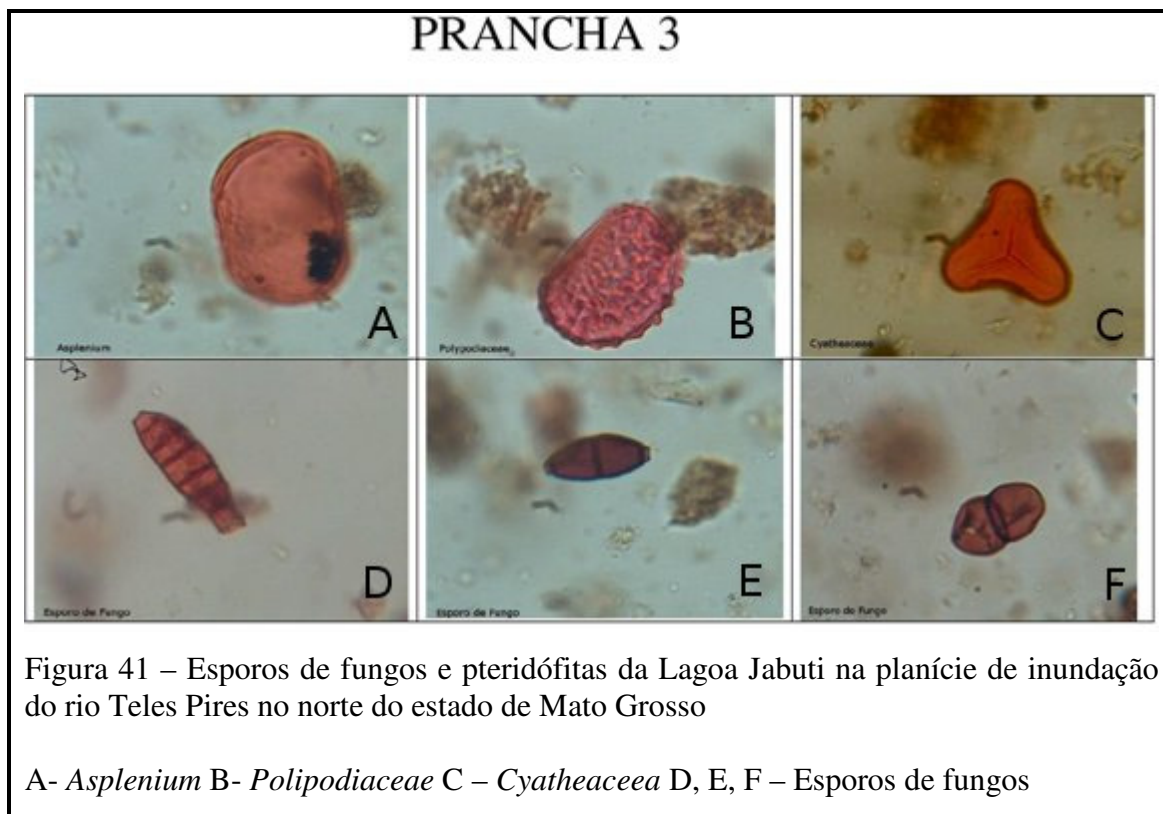 PRANCHA 3
A
Asplenium
B
Polypodiaceae
C
Cyatheaceae
D
Esporo de Fungo
E
Esporo de Fungo
F
Esporo de Fungo
Figura 41 – Esporos de fungos e pteridófitas da Lagoa Jabuti na planície de inundação
do rio Teles Pires no norte do estado de Mato Grosso
A- Asplenium B- Polipodiaceae C – Cyatheaceea D, E, F – Esporos de fungos